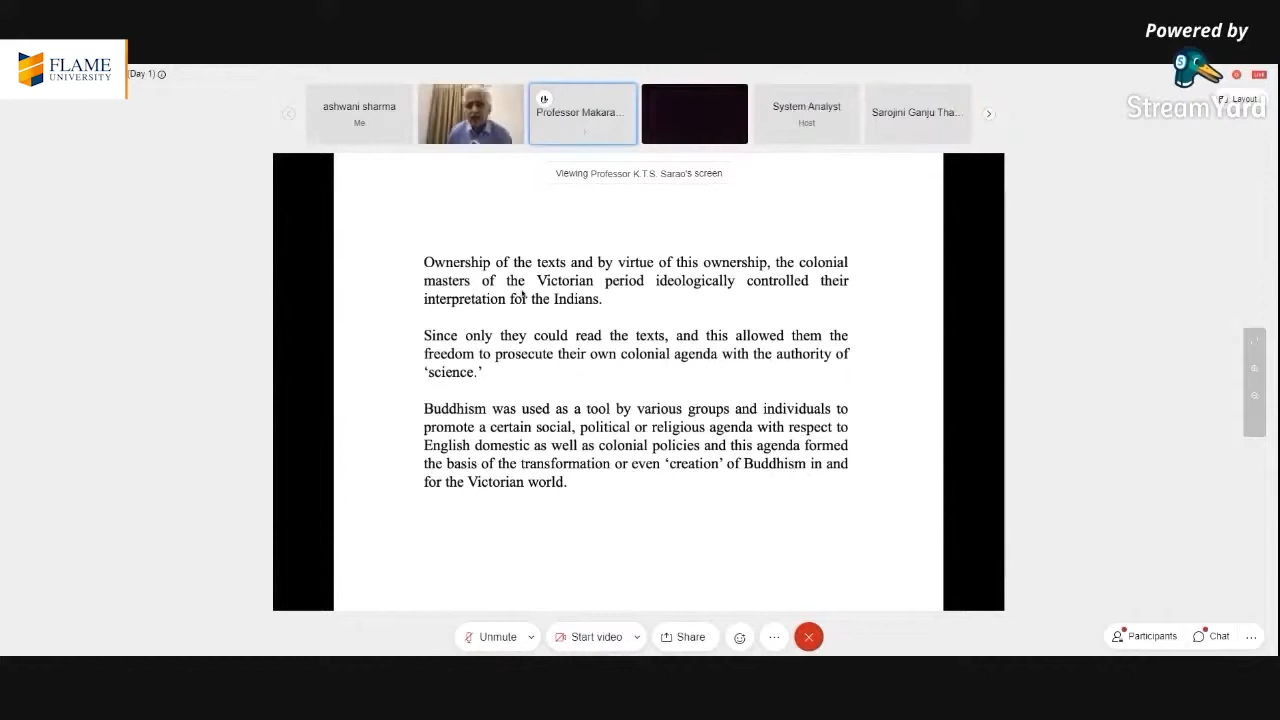 Powered by
FLAME
UNIVERSITY
(Day 1)
LIVE
StreamYard
Layout
ashwani sharma
Me
Professor Makara...
System Analyst
Host
Sarojini Ganju Tha...
Viewing Professor K.T.S. Sarao's screen
Ownership of the texts and by virtue of this ownership, the colonial
masters of the Victorian period ideologically controlled their
interpretation for the Indians.
Since only they could read the texts, and this allowed them the
freedom to prosecute their own colonial agenda with the authority of
‘science.’
Buddhism was used as a tool by various groups and individuals to
promote a certain social, political or religious agenda with respect to
English domestic as well as colonial policies and this agenda formed
the basis of the transformation or even ‘creation’ of Buddhism in and
for the Victorian world.
Unmute
Start video
Share
Participants
Chat